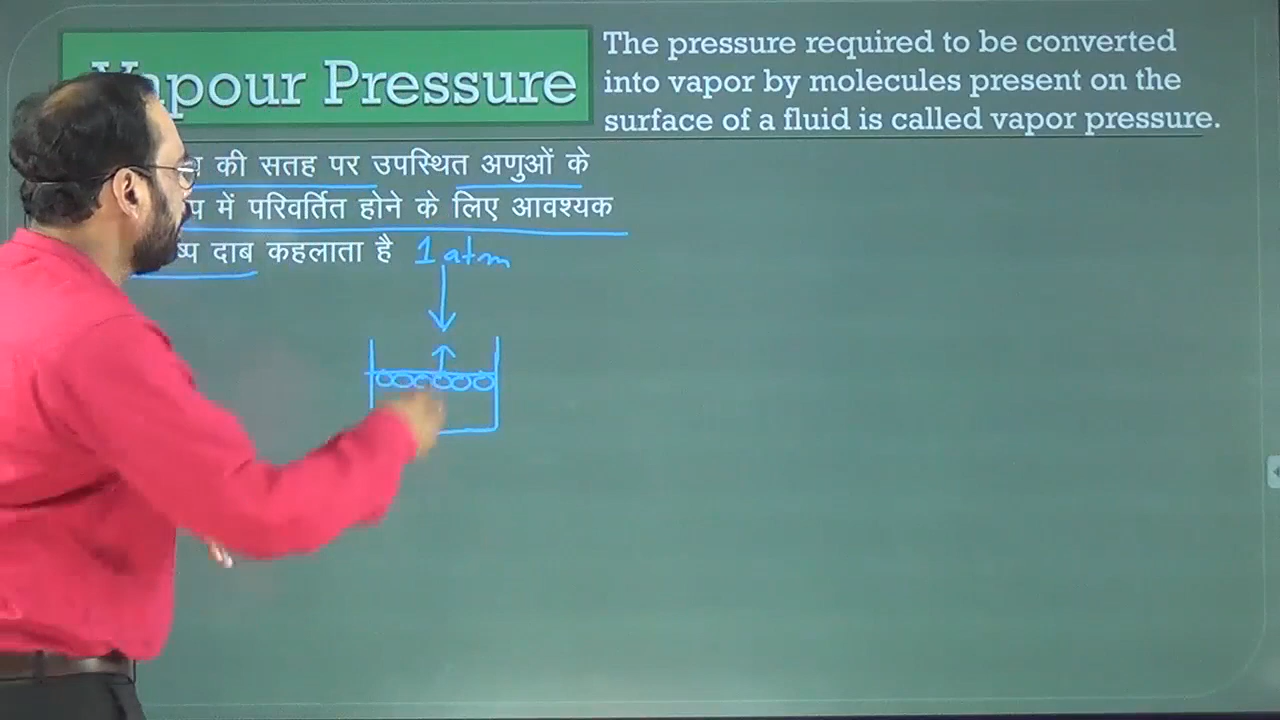 Vapour Pressure
The pressure required to be converted
into vapor by molecules present on the
surface of a fluid is called vapor pressure.
की सतह पर उपस्थित अणुओं के
में परिवर्तित होने के लिए आवश्यक
दाब कहलाता है
1 atm